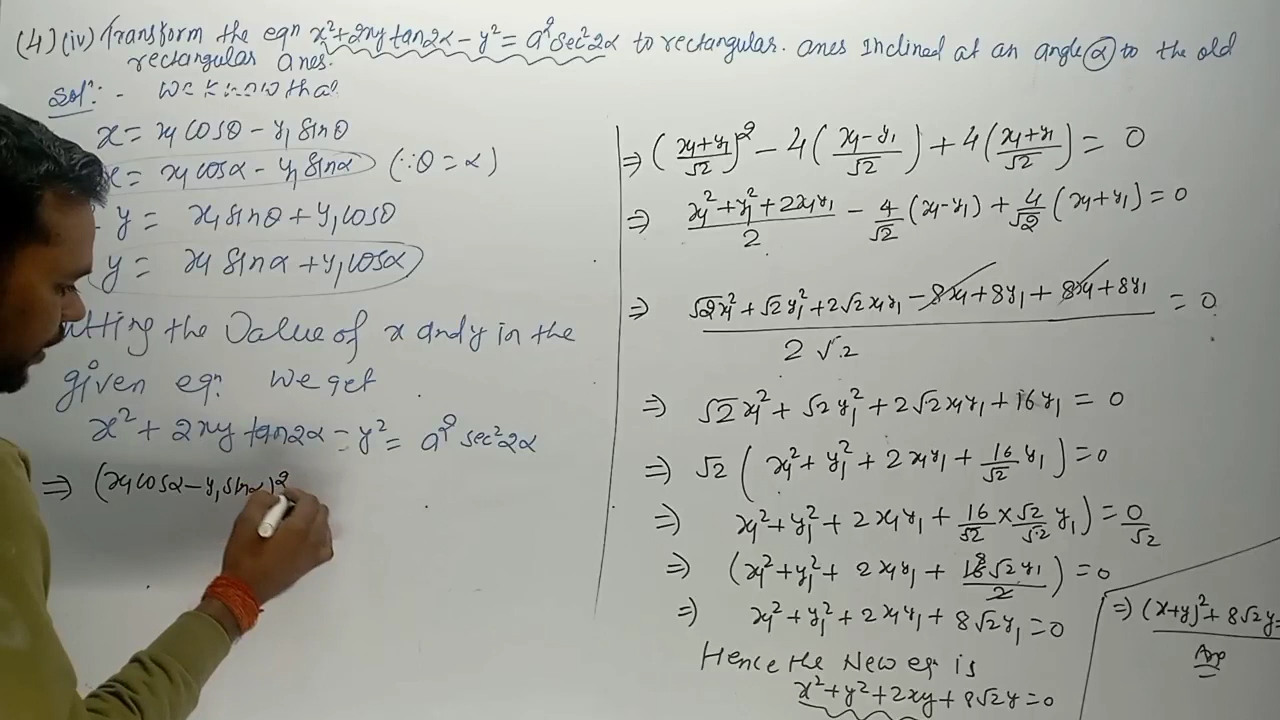 (4)(iv) Transform the eqn x²+2xy tan2α - y² = a² sec²2α to rectangular. axes Inclined at an angle α to the old
rectangular axes.
Sol: - We know that
x = x₁ cosθ - y₁ sinθ
x = x₁ cosα - y₁ sinα (∵θ = α)
y = x₁ sinθ + y₁ cosθ
y = x₁ sinα + y₁ cosα
utting the Value of x and y in the
given eqn. We get
x² + 2xy tan2α - y² = a² sec²2α
⇒ (x₁ cosα - y₁ sinα)²
⇒ (x₁+y₁/√2)² - 4(x₁-y₁/√2) + 4(x₁+y₁/√2) = 0
⇒ x₁²+y₁²+2x₁y₁/2 - 4/√2 (x₁-y₁) + 4/√2 (x₁+y₁) = 0
⇒ √2x₁² + √2y₁² + 2√2x₁y₁ - 8x₁ + 8y₁ + 8x₁ + 8y₁/2√2 = 0
⇒ √2x₁² + √2y₁² + 2√2x₁y₁ + 16y₁ = 0
⇒ √2 (x₁² + y₁² + 2x₁y₁ + 16/√2 y₁) = 0
⇒ x₁² + y₁² + 2x₁y₁ + 16/√2 × √2/√2 y₁) = 0/√2
⇒ (x₁² + y₁² + 2x₁y₁ + 16 8√2y₁/2) = 0
⇒) x₁² + y₁² + 2x₁y₁ + 8√2y₁ = 0
Hence the New eqn is
x² + y² + 2xy + 8√2y = 0
⇒ (x+y)² + 8√2y =
Ans